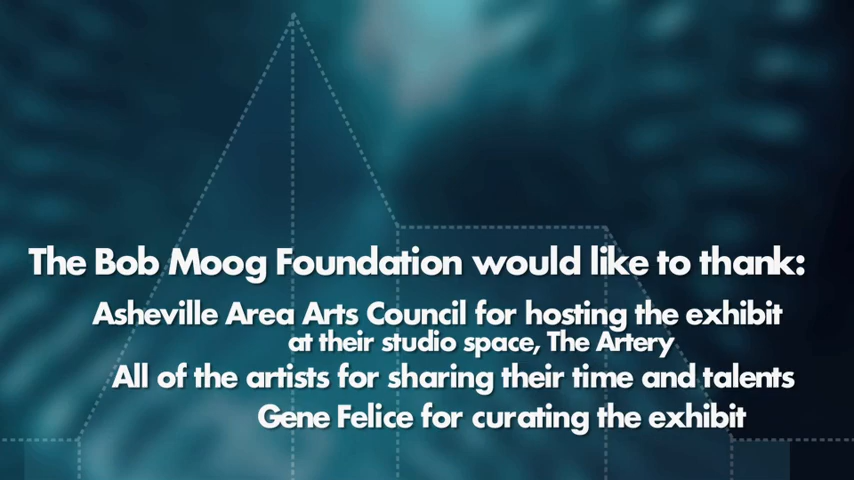 The Bob Moog Foundation would like to thank:
Asheville Area Arts Council for hosting the exhibit
at their studio space, The Artery
All of the artists for sharing their time and talents
Gene Felice for curating the exhibit